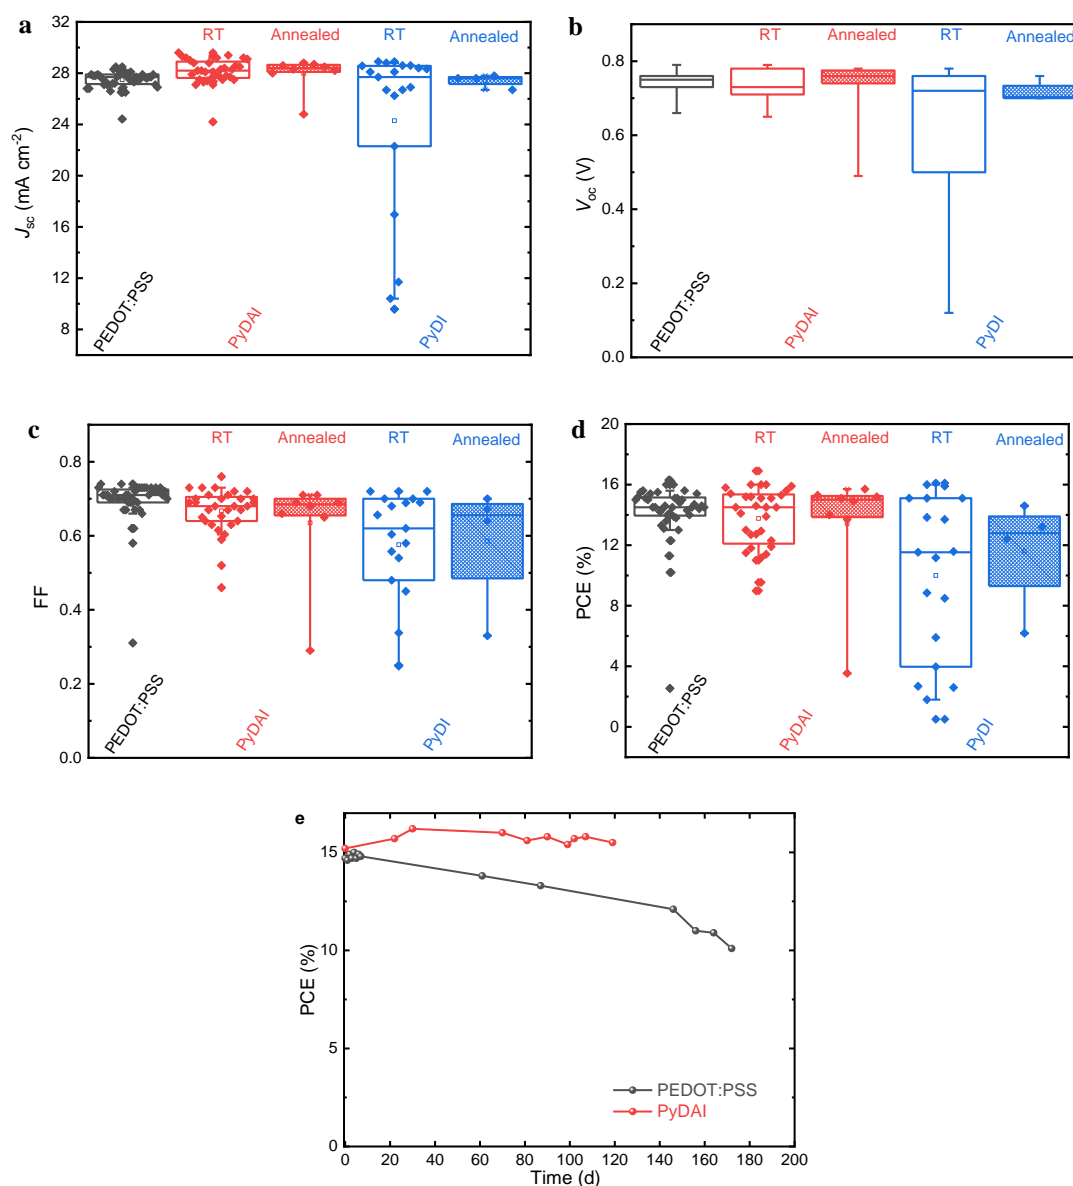 a
RT Annealed RT Annealed
32
28
24
20
16
12
8
J_sc (mA cm⁻²)
PEDOT:PSS
PyDAI
PyDI
b
RT Annealed RT Annealed
0.8
0.6
0.4
0.2
0.0
V_oc (V)
PEDOT:PSS
PyDAI
PyDI
c
RT Annealed RT Annealed
0.8
0.6
0.4
0.2
0.0
FF
PEDOT:PSS
PyDAI
PyDI
d
RT Annealed RT Annealed
20
16
12
8
4
0
PCE (%)
PEDOT:PSS
PyDAI
PyDI
e
15
10
5
0
PCE (%)
PEDOT:PSS
PyDAI
0 20 40 60 80 100 120 140 160 180 200
Time (d)